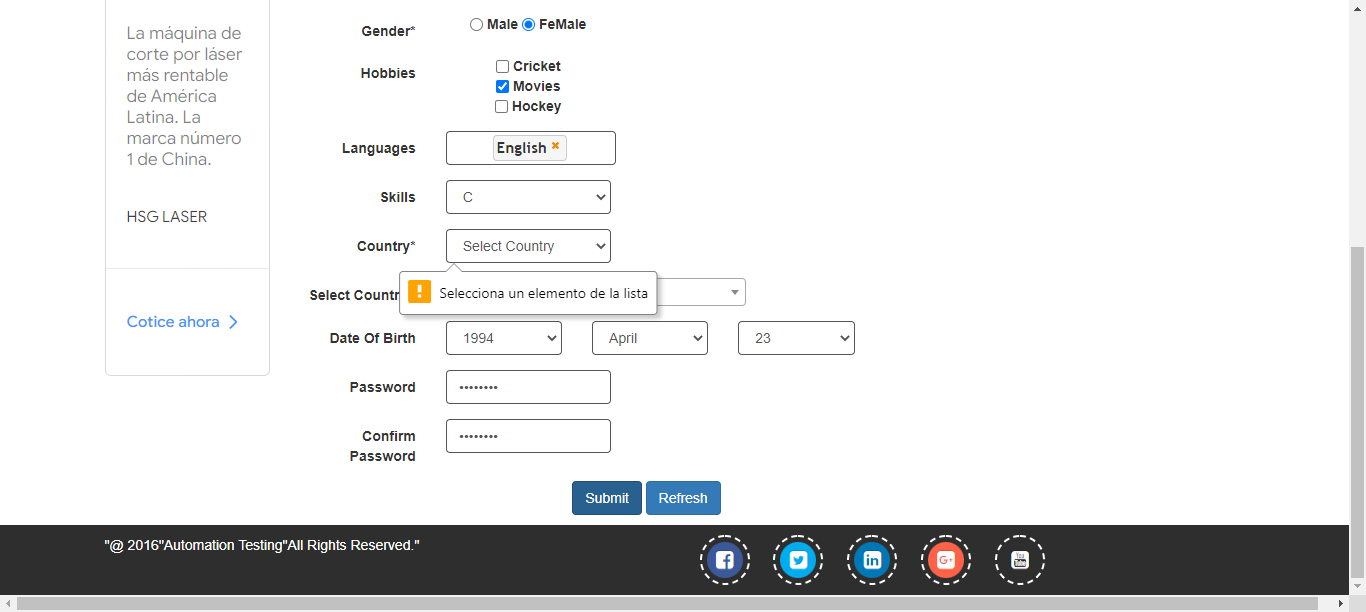 La máquina de
corte por láser
más rentable
de América
Latina. La
marca número
1 de China.
HSG LASER
Cotice ahora
Gender*
Male FeMale
Hobbies
Cricket
Movies
Hockey
Languages
English
Skills
C
Country*
Select Country
Select Countr
Selecciona un elemento de la lista
Date Of Birth
1994 April 23
Password
••••••••
Confirm
Password
••••••••
Submit Refresh
"@ 2016"Automation Testing"All Rights Reserved."
f
in
G+
You
Tube